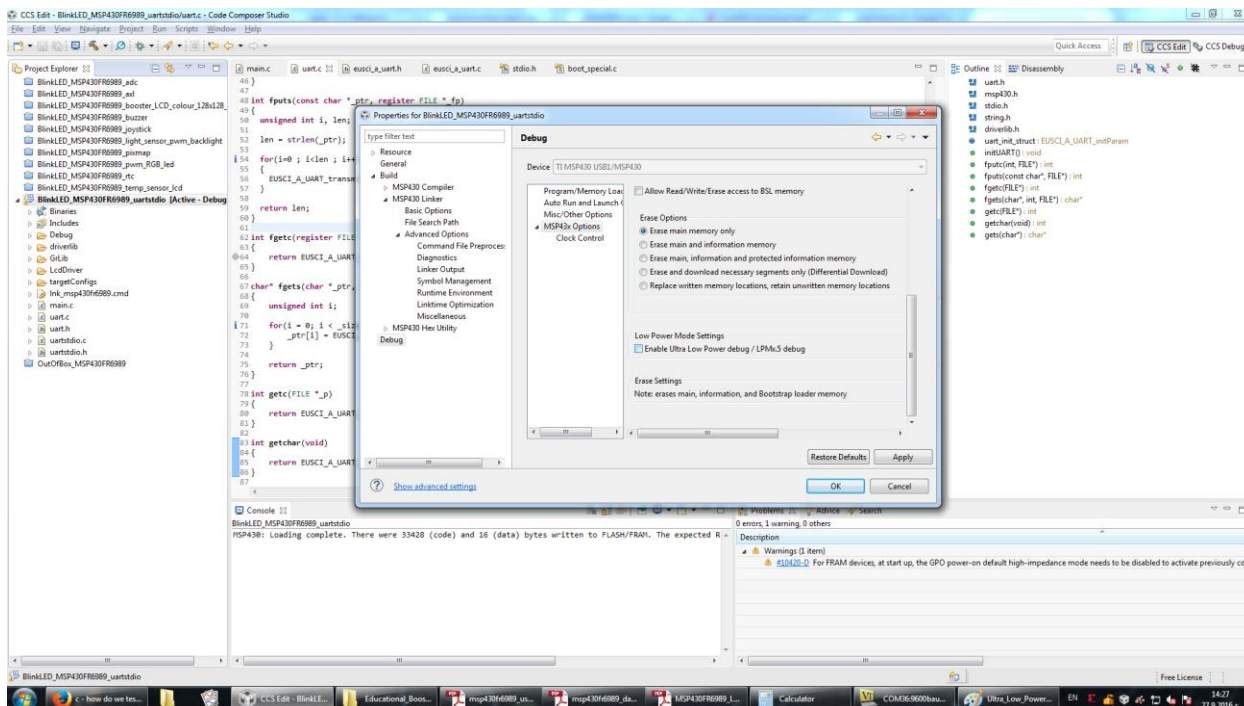 CCS Edit - BlinkLED_MSP430FR6989_uartstdio/uart.c - Code Composer Studio
File Edit View Navigate Project Run Scripts Window Help
Quick Access CCS Edit CCS Debug
Project Explorer
BlinkLED_MSP430FR6989_adc
BlinkLED_MSP430FR6989_axl
BlinkLED_MSP430FR6989_booster_LCD_colour_128x128_
BlinkLED_MSP430FR6989_buzzer
BlinkLED_MSP430FR6989_joystick
BlinkLED_MSP430FR6989_light_sensor_pwm_backlight
BlinkLED_MSP430FR6989_pixmap
BlinkLED_MSP430FR6989_pwm_RGB_led
BlinkLED_MSP430FR6989_rtc
BlinkLED_MSP430FR6989_temp_sensor_lcd
BlinkLED_MSP430FR6989_uartstdio [Active - Debug
Binaries
Includes
Debug
driverlib
GrLib
LcdDriver
targetConfigs
lnk_msp430fr6989.cmd
main.c
uart.c
uart.h
uartstdio.c
uartstdio.h
OutOfBox_MSP430FR6989
main.c uart.c eusci_a_uart.h eusci_a_uart.c stdio.h boot_special.c
46 }
47
48 int fputs(const char *_ptr, register FILE *_fp)
49 {
50 unsigned int i, len;
51
52 len = strlen(_ptr);
53
54 for(i=0 ; i<len ; i++
55 {
56 EUSCI_A_UART_transm
57 }
58
59 return len;
60 }
61
62 int fgetc(register FILE
63 {
64 return EUSCI_A_UART
65 }
66
67 char* fgets(char *_ptr,
68 {
69 unsigned int i;
70
71 for(i = 0; i < _siz
72 _ptr[i] = EUSCI
73 }
74
75 return _ptr;
76 }
77
78 int getc(FILE *_p)
79 {
80 return EUSCI_A_UART
81 }
82
83 int getchar(void)
84 {
85 return EUSCI_A_UART
86 }
87
Properties for BlinkLED_MSP430FR6989_uartstdio
type filter text
Resource
General
Build
MSP430 Compiler
MSP430 Linker
Basic Options
File Search Path
Advanced Options
Command File Preproces
Diagnostics
Linker Output
Symbol Management
Runtime Environment
Linktime Optimization
Miscellaneous
MSP430 Hex Utility
Debug
Debug
Device TI MSP430 USB1/MSP430
Program/Memory Load
Auto Run and Launch
Misc/Other Options
MSP43x Options
Clock Control
Allow Read/Write/Erase access to BSL memory
Erase Options
Erase main memory only
Erase main and information memory
Erase main, information and protected information memory
Erase and download necessary segments only (Differential Download)
Replace written memory locations, retain unwritten memory locations
Low Power Mode Settings
Enable Ultra Low Power debug / LPMx.5 debug
Erase Settings
Note: erases main, information, and Bootstrap loader memory
Restore Defaults Apply
Show advanced settings
OK Cancel
Outline Disassembly
uart.h
msp430.h
stdio.h
string.h
driverlib.h
uart_init_struct : EUSCI_A_UART_initParam
initUART() : void
fputc(int, FILE*) : int
fputs(const char*, FILE*) : int
fgetc(FILE*) : int
fgets(char*, int, FILE*) : char*
getc(FILE*) : int
getchar(void) : int
gets(char*) : char*
Console
BlinkLED_MSP430FR6989_uartstdio
MSP430: Loading complete. There were 33428 (code) and 16 (data) bytes written to FLASH/FRAM. The expected R
Problems Advice Search
0 errors, 1 warning, 0 others
Description
Warnings (1 item)
#10420-D For FRAM devices, at start up, the GPO power-on default high-impedance mode needs to be disabled to activate previously co
BlinkLED_MSP430FR6989_uartstdio
Free License
c - how do we tes...
CCS Edit - BlinkLE...
Educational_Boos...
msp430fr6989_us...
msp430fr6989_da...
MSP430FR6989_L...
Calculator
COM36:9600bau...
Ultra_Low_Power...
EN
14:27
27.9.2016 г.